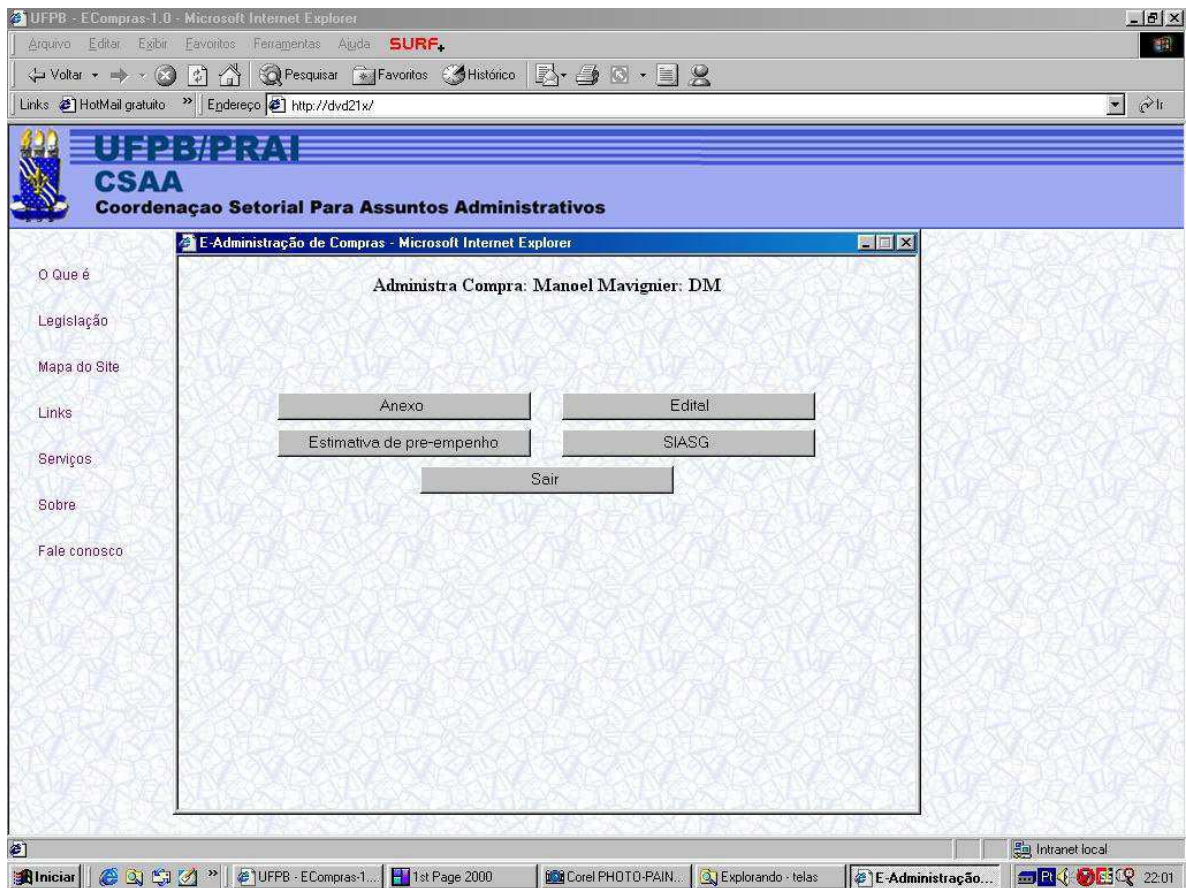 UFPB - ECompras-1.0 - Microsoft Internet Explorer
Arquivo Editar Exibir Favoritos Ferramentas Ajuda SURF+
Voltar Pesquisar Favoritos Histórico
Links HotMail gratuito » Endereço http://dvd21x/ Ir
UFPB/PRAI
CSAA
Coordenaçao Setorial Para Assuntos Administrativos
E-Administração de Compras - Microsoft Internet Explorer
Administra Compra: Manoel Mavignier: DM
O Que é
Legislação
Mapa do Site
Links
Serviços
Sobre
Fale conosco
Anexo Edital
Estimativa de pre-empenho SIASG
Sair
Intranet local
Iniciar » UFPB - ECompras-1... 1st Page 2000 Corel PHOTO-PAIN... Explorando - telas E-Administração... Pt 22:01